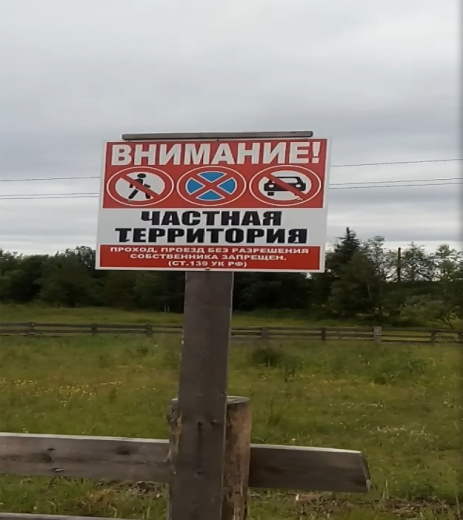 ВНИМАНИЕ!
ЧАСТНАЯ
ТЕРРИТОРИЯ
ПРОХОД, ПРОЕЗД БЕЗ РАЗРЕШЕНИЯ
СОБСТВЕННИКА ЗАПРЕЩЕН.
(СТ.139 УК РФ)